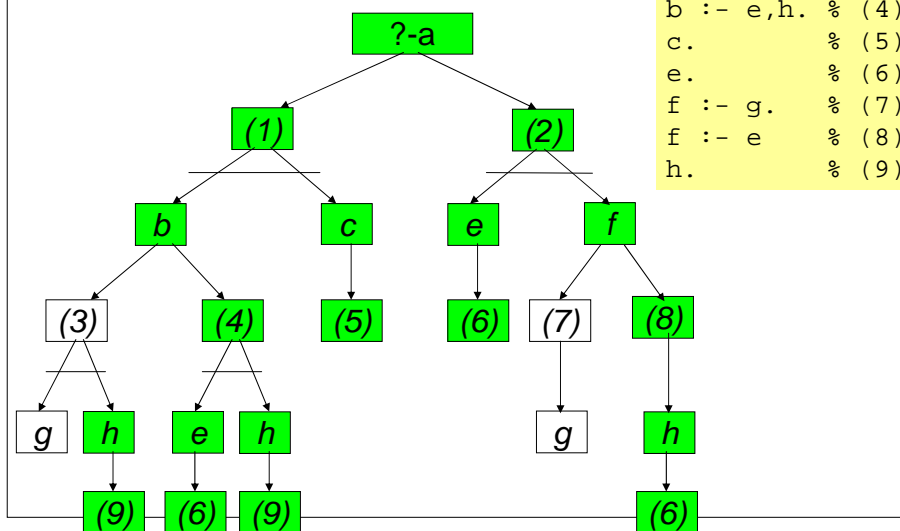 ?-a
b :- e,h. % (4)
c. % (5)
e. % (6)
f :- g. % (7)
f :- e % (8)
h. % (9)
(1) (2)
b c e f
(3) (4) (5) (6) (7) (8)
g h e h g h
(9) (6) (9) (6)